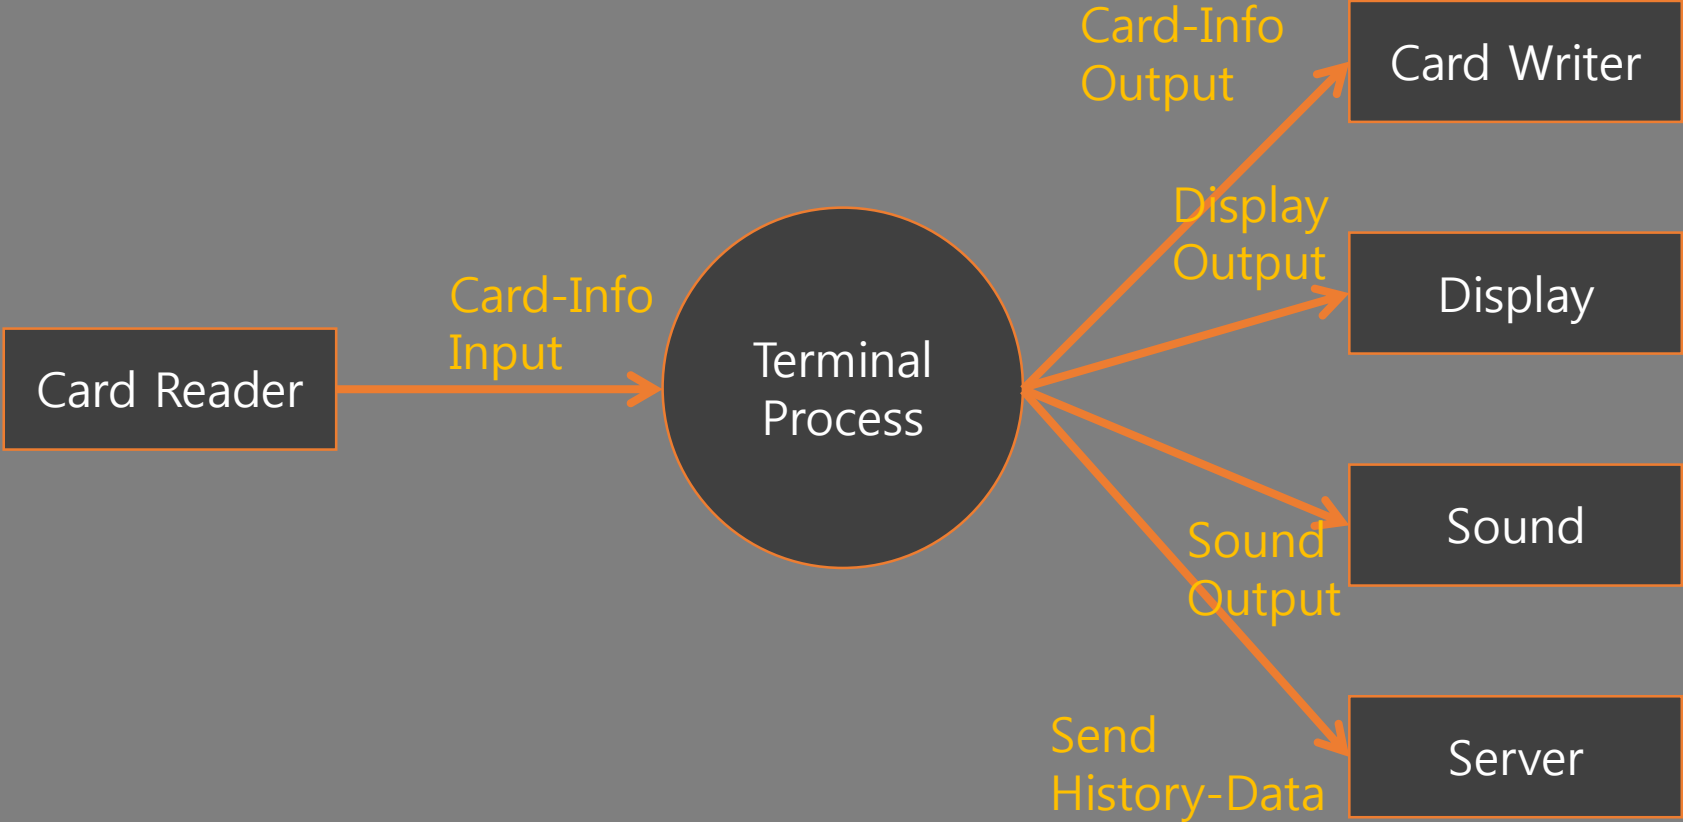 Card Reader
Card-Info
Input
Terminal
Process
Card-Info
Output
Card Writer
Display
Output
Display
Sound
Output
Sound
Send
History-Data
Server